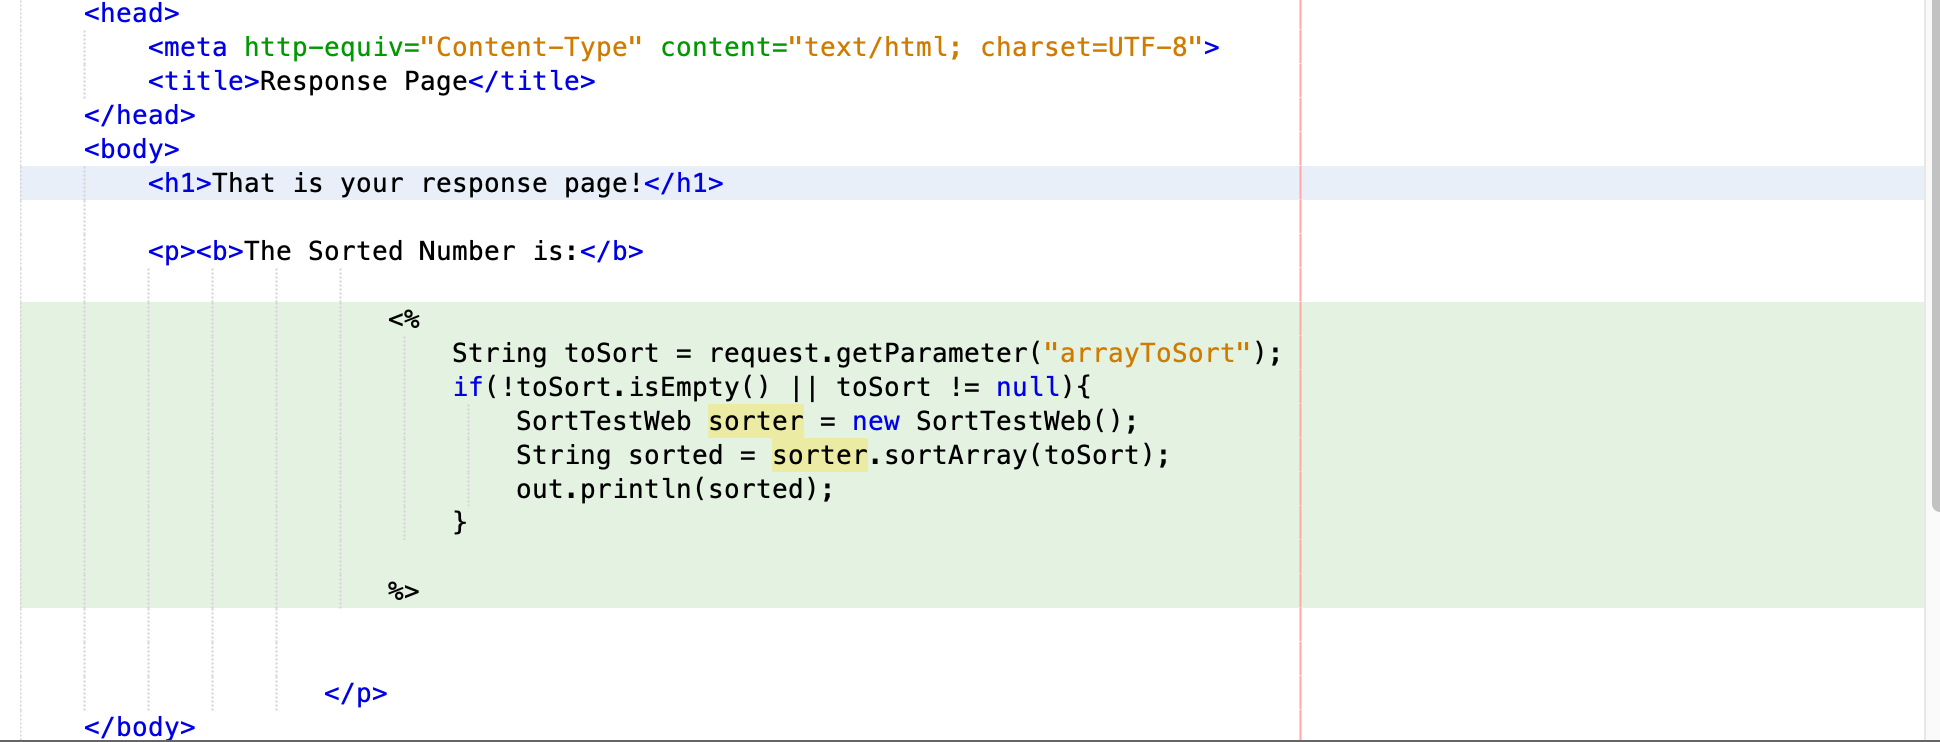 <head>
<meta http-equiv="Content-Type" content="text/html; charset=UTF-8">
<title>Response Page</title>
</head>
<body>
<h1>That is your response page!</h1>
<p><b>The Sorted Number is:</b>
<%
String toSort = request.getParameter("arrayToSort");
if(!toSort.isEmpty() || toSort != null){
SortTestWeb sorter = new SortTestWeb();
String sorted = sorter.sortArray(toSort);
out.println(sorted);
}
%>
</p>
</body>